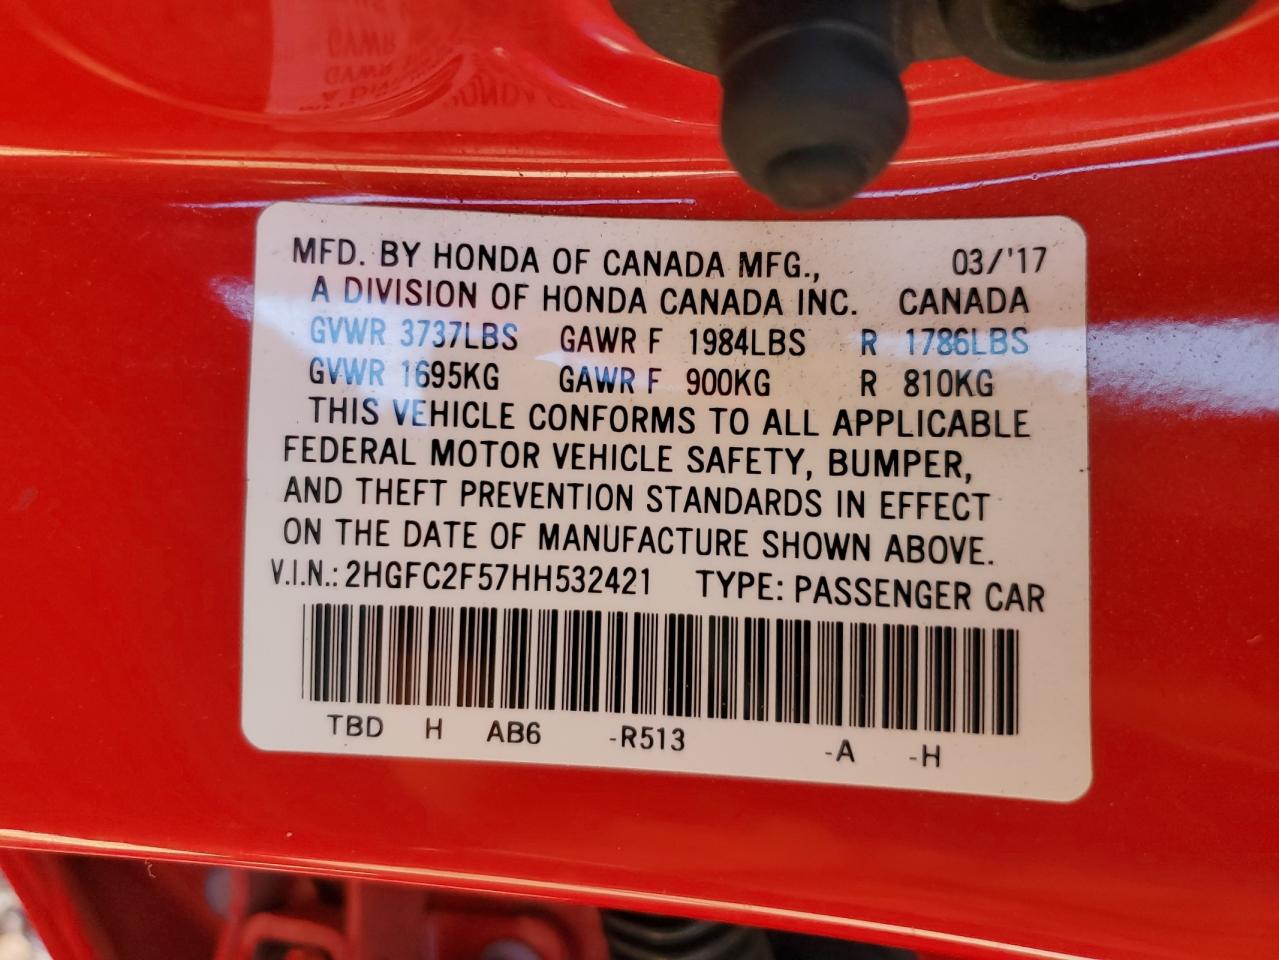 MFD. BY HONDA OF CANADA MFG., 03/'17
A DIVISION OF HONDA CANADA INC. CANADA
GVWR 3737LBS GAWR F 1984LBS R 1786LBS
GVWR 1695KG GAWR F 900KG R 810KG
THIS VEHICLE CONFORMS TO ALL APPLICABLE
FEDERAL MOTOR VEHICLE SAFETY, BUMPER,
AND THEFT PREVENTION STANDARDS IN EFFECT
ON THE DATE OF MANUFACTURE SHOWN ABOVE.
V.I.N.: 2HGFC2F57HH532421 TYPE: PASSENGER CAR
TBD H AB6 -R513 -A -H